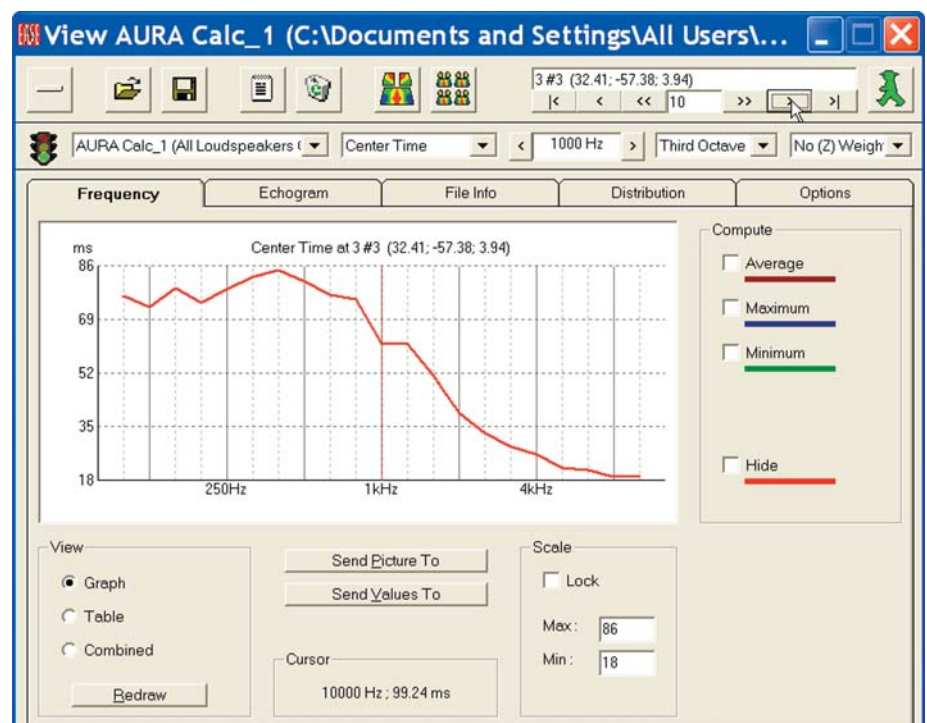 EASE View AURA Calc_1 (C:\Documents and Settings\All Users\...
3 #3 (32.41; -57.38; 3.94)
|< < << 10 >> > >|
AURA Calc_1 (All Loudspeakers ( Center Time < 1000 Hz > Third Octave No (Z) Weigh
Frequency Echogram File Info Distribution Options
Center Time at 3 #3 (32.41; -57.38; 3.94)
ms
86
69
52
35
18
250Hz 1kHz 4kHz
Compute
Average
Maximum
Minimum
Hide
View
Graph
Table
Combined
Redraw
Send Picture To
Send Values To
Cursor
10000 Hz ; 99.24 ms
Scale
Lock
Max : 86
Min : 18